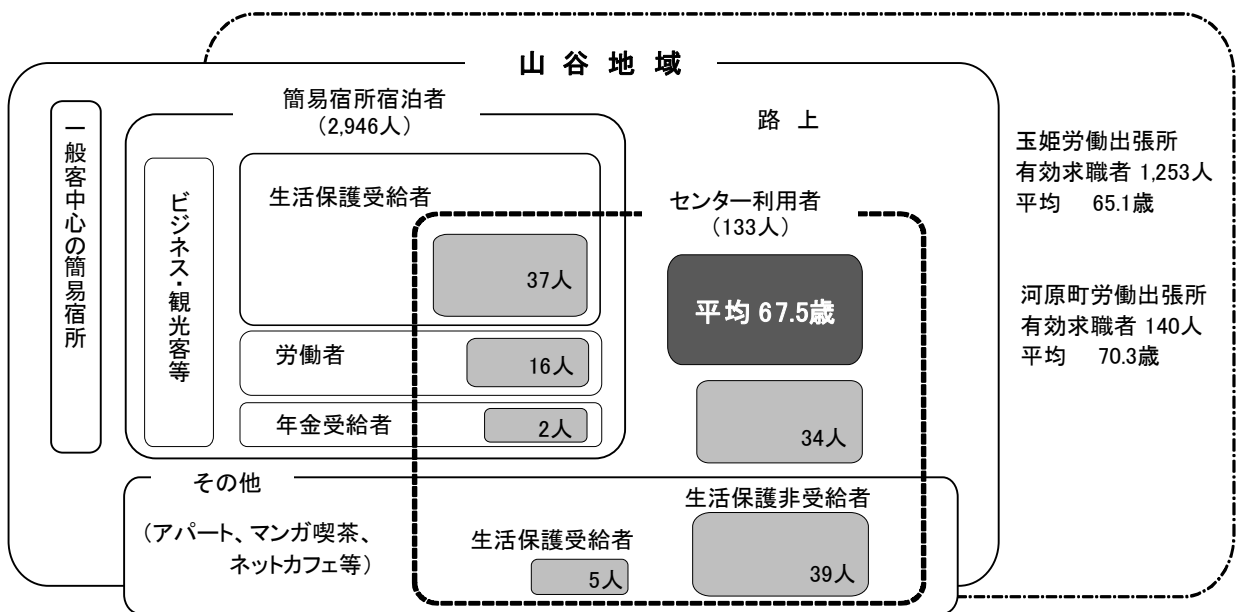 山谷地域
簡易宿所宿泊者
(2,946人)
路上
一般客中心の簡易宿所
ビジネス・観光客等
生活保護受給者
37人
労働者
16人
年金受給者
2人
センター利用者
(133人)
平均 67.5歳
34人
玉姫労働出張所
有効求職者 1,253人
平均 65.1歳
河原町労働出張所
有効求職者 140人
平均 70.3歳
その他
(アパート、マンガ喫茶、
ネットカフェ等)
生活保護受給者
5人
生活保護非受給者
39人